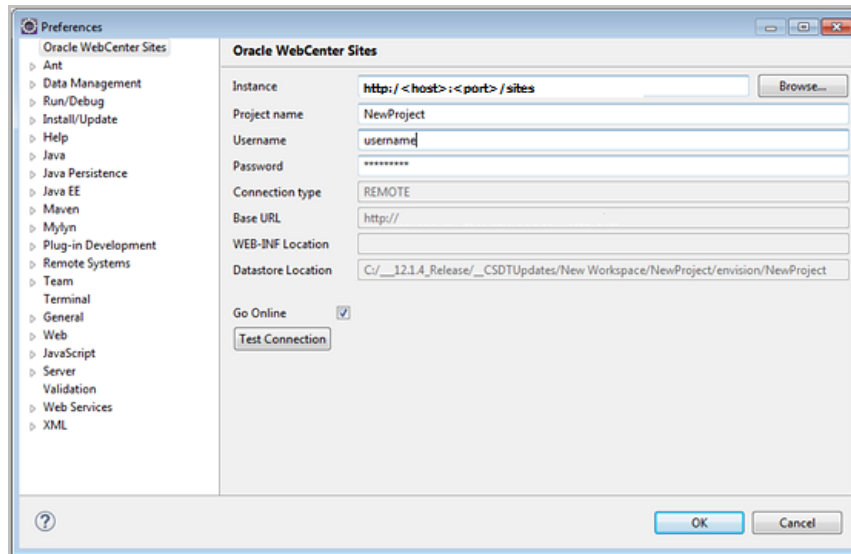 Preferences
Oracle WebCenter Sites
Ant
Data Management
Run/Debug
Install/Update
Help
Java
Java Persistence
Java EE
Maven
Mylyn
Plug-in Development
Remote Systems
Team
Terminal
General
Web
JavaScript
Server
Validation
Web Services
XML
Oracle WebCenter Sites
Instance http:/<host>:<port>/sites Browse...
Project name NewProject
Username username
Password *********
Connection type REMOTE
Base URL http://
WEB-INF Location
Datastore Location C:/__12.1.4_Release/__CSDTUpdates/New Workspace/NewProject/envision/NewProject
Go Online
Test Connection
? OK Cancel